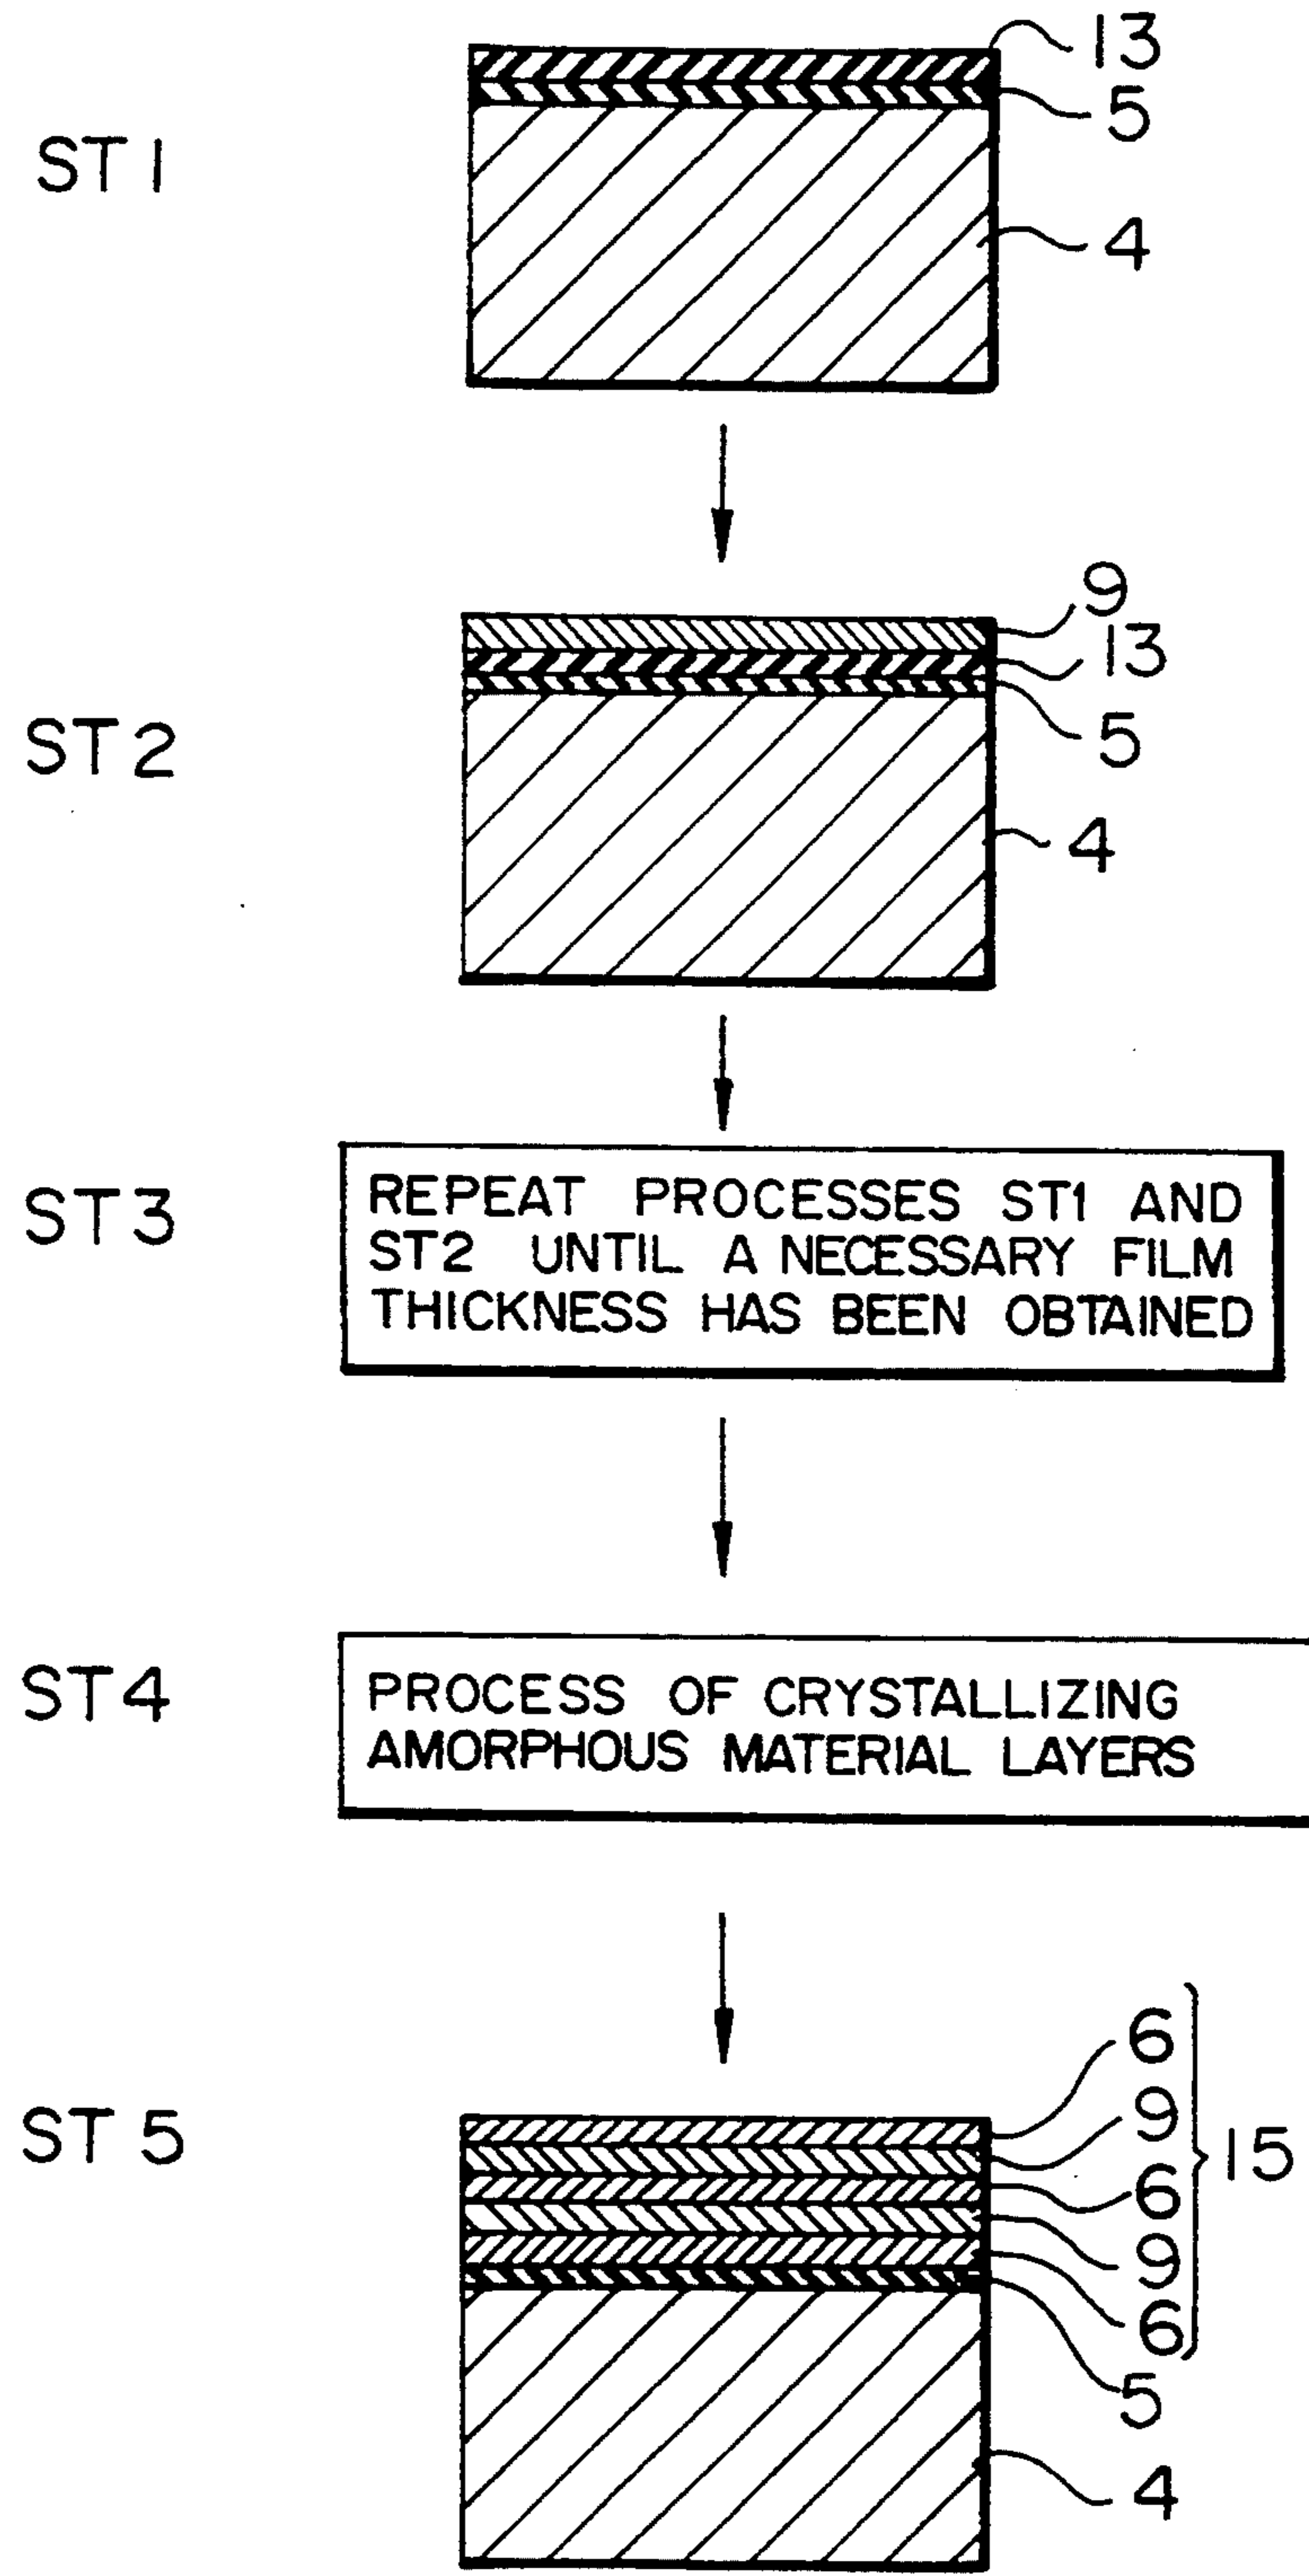 13
5
ST1
4
9
13
5
ST2
4
ST3
REPEAT PROCESSES ST1 AND
ST2 UNTIL A NECESSARY FILM
THICKNESS HAS BEEN OBTAINED
ST4
PROCESS OF CRYSTALLIZING
AMORPHOUS MATERIAL LAYERS
6
9
ST5
15
6
9
6
5
4